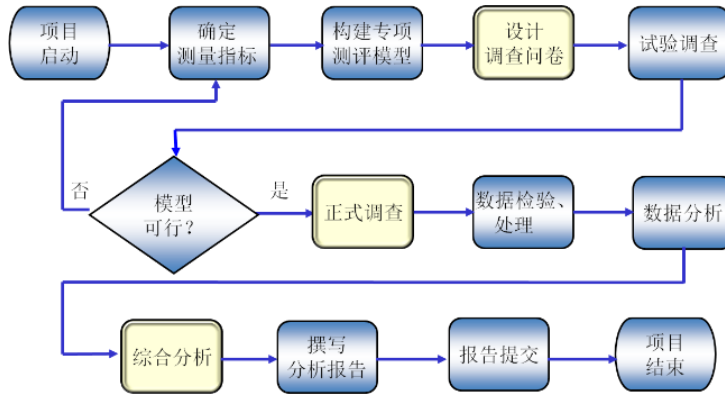 项目
启动
确定
测量指标
构建专项
测评模型
设计
调查问卷
试验调查
否
模型
可行?
是
正式调查
数据检验、
处理
数据分析
综合分析
撰写
分析报告
报告提交
项目
结束